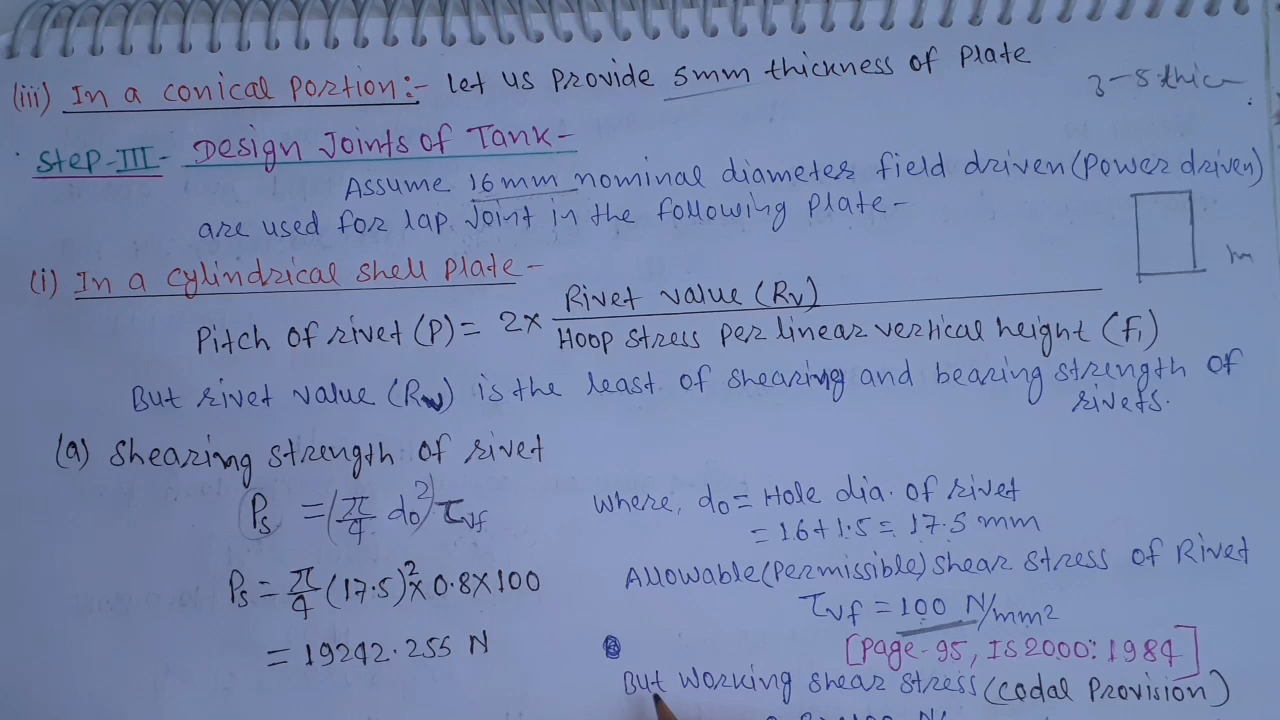 (iii) In a conical portion:- Let us provide 5mm thickness of plate
3-5 thic
Step-III- Design Joints of Tank-
Assume 16mm nominal diameter field driven (Power driven)
are used for lap Joint in the following plate-
(i) In a cylindrical shell plate-
Pitch of rivet (P) = 2× Rivet value (Rv)
Hoop stress per linear vertical height (F1)
But rivet value (Rv) is the least of shearing and bearing strength of
rivets.
(a) shearing strength of rivet
Ps = (π/4 do²) τvf
where, do = Hole dia. of rivet
= 16+1.5 = 17.5 mm
Ps = π/4 (17.5)² × 0.8 × 100
= 19242.255 N
Allowable (Permissible) shear stress of Rivet
τvf = 100 N/mm2
[Page-95, IS2000:1984]
But working shear stress (codal Provision)